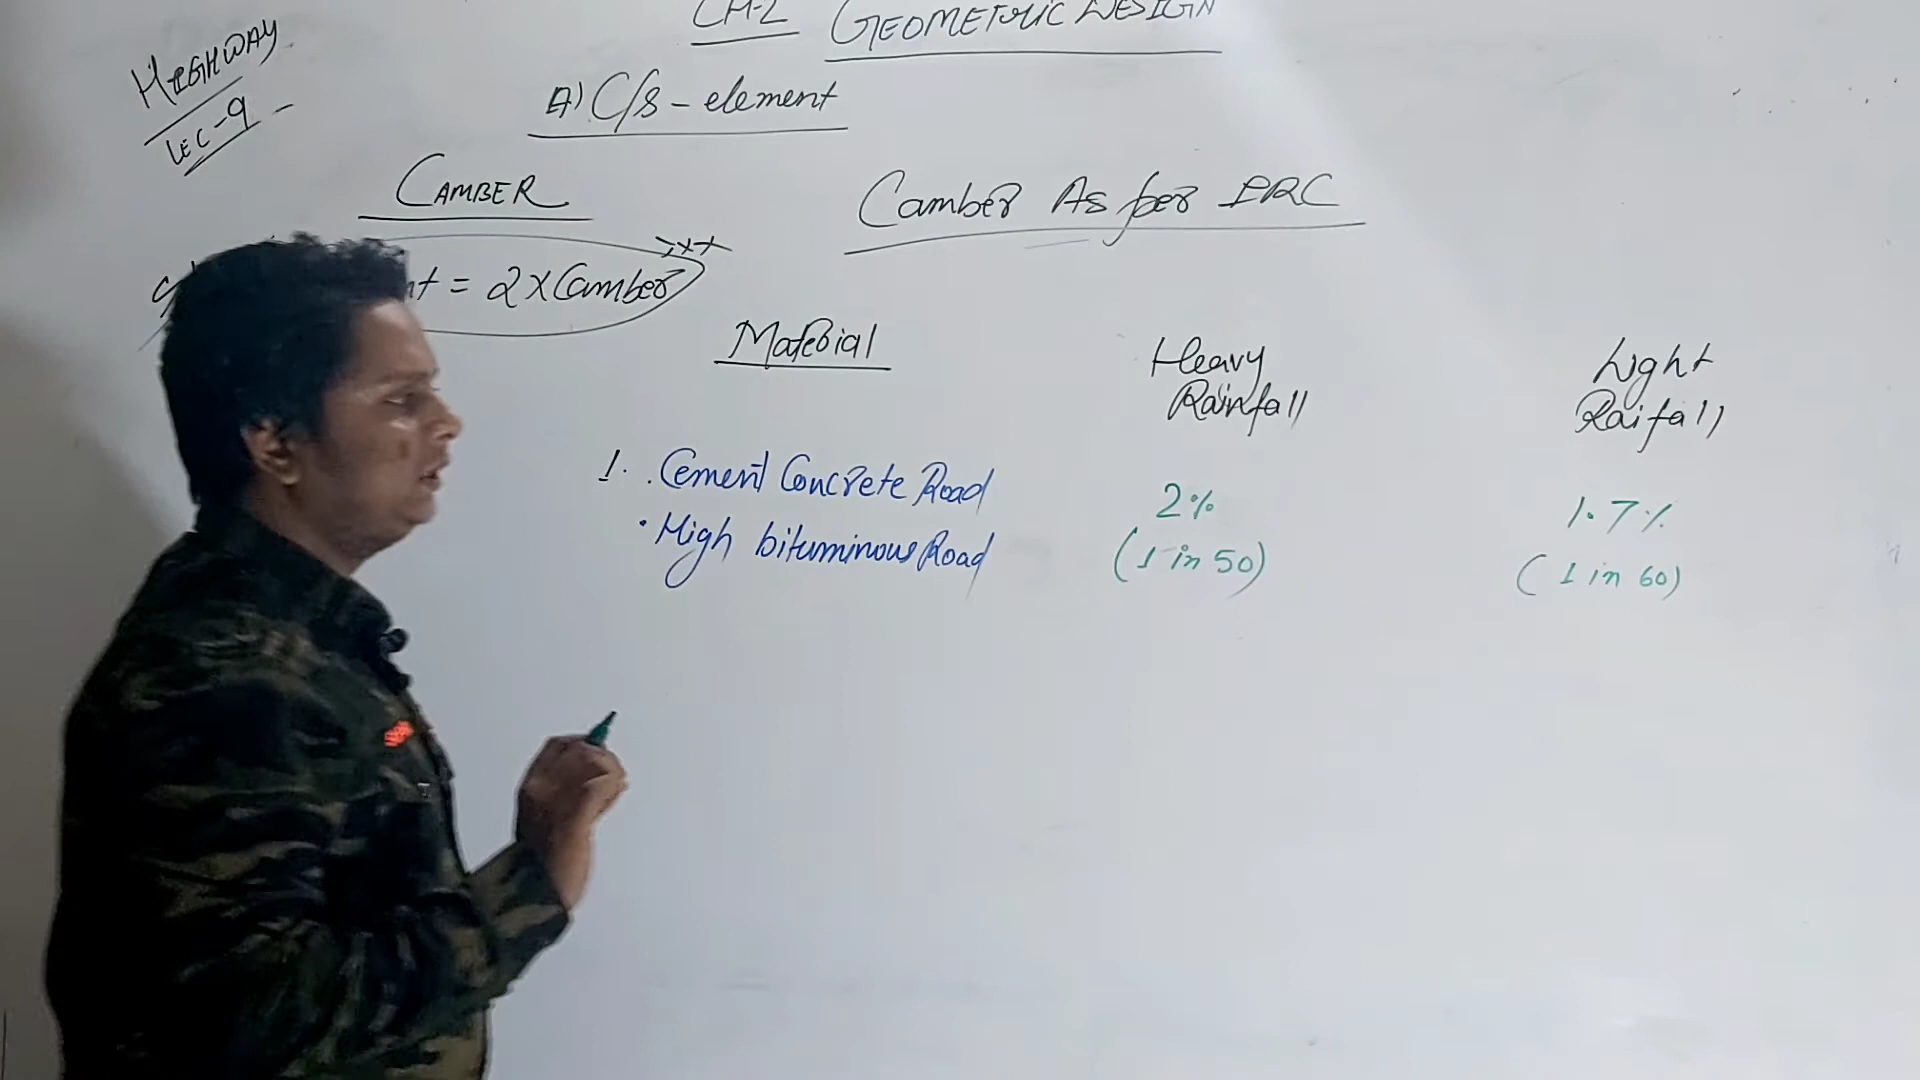 CH-2 GEOMETRIC DESIGN
HIGHWAY
LEC-9
A) C/s - element
CAMBER
Camber As per IRC
= 2 x Camber
Material
Heavy Rainfall
Light Raifall
1. . Cement Concrete Road
2%
1.7%
. High bituminous Road
(1 in 50)
(1 in 60)